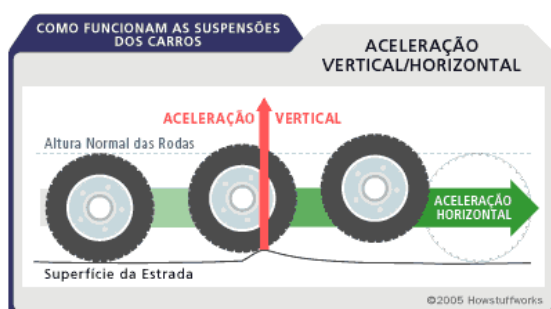 COMO FUNCIONAM AS SUSPENSÕES
DOS CARROS
ACELERAÇÃO
VERTICAL/HORIZONTAL
ACELERAÇÃO VERTICAL
Altura Normal das Rodas
ACELERAÇÃO
HORIZONTAL
Superfície da Estrada
©2005 Howstuffworks